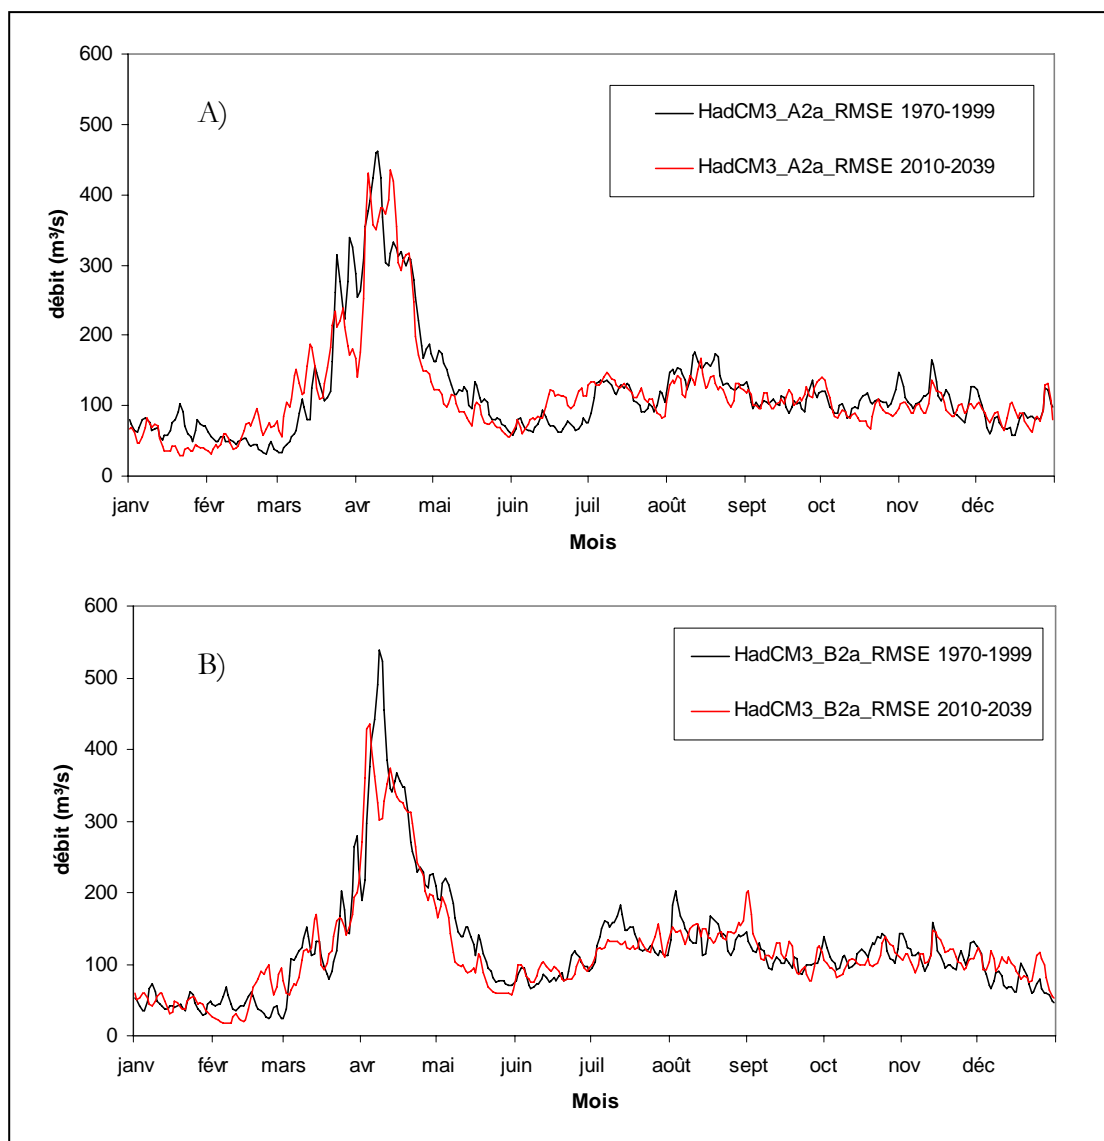 600
500
400
300
200
100
0
débit (m³/s)
A)
HadCM3_A2a_RMSE 1970-1999
HadCM3_A2a_RMSE 2010-2039
janv févr mars avr mai juin juil août sept oct nov déc
Mois
600
500
400
300
200
100
0
débit (m³/s)
B)
HadCM3_B2a_RMSE 1970-1999
HadCM3_B2a_RMSE 2010-2039
janv févr mars avr mai juin juil août sept oct nov déc
Mois